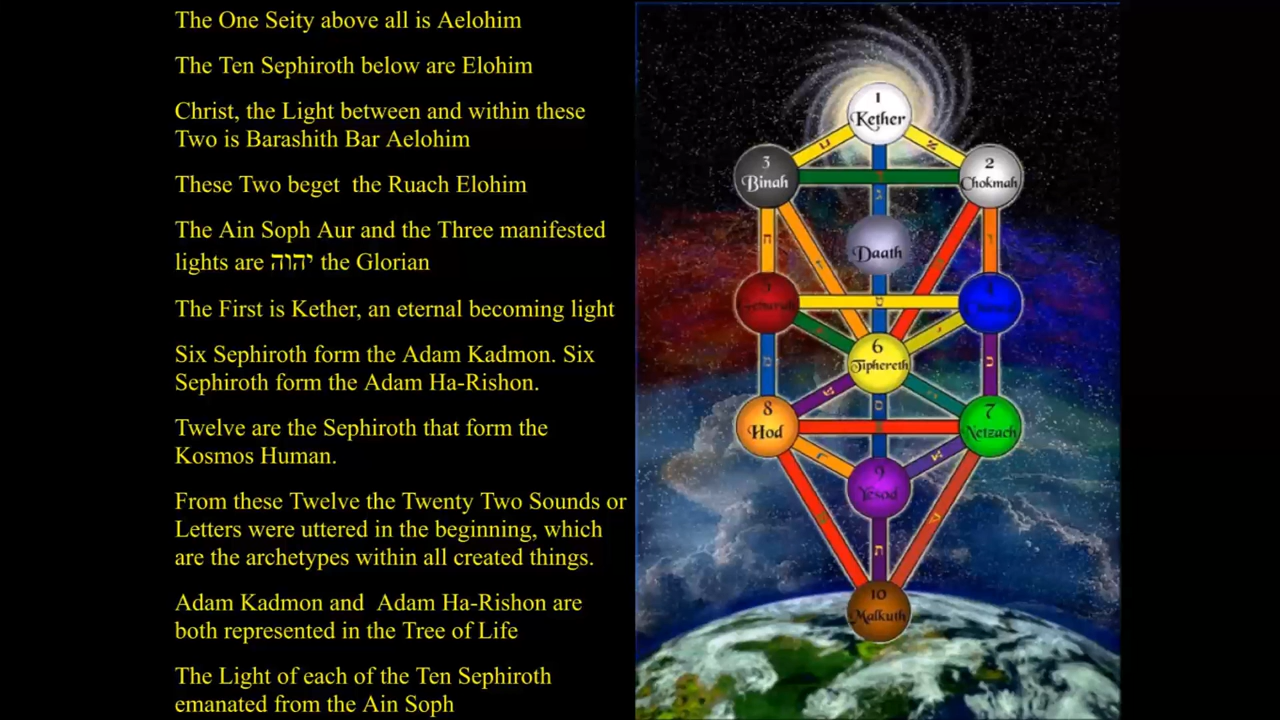 The One Seity above all is Aelohim
The Ten Sephiroth below are Elohim
Christ, the Light between and within these
Two is Barashith Bar Aelohim
These Two beget the Ruach Elohim
The Ain Soph Aur and the Three manifested
lights are יהוה the Glorian
The First is Kether, an eternal becoming light
Six Sephiroth form the Adam Kadmon. Six
Sephiroth form the Adam Ha-Rishon.
Twelve are the Sephiroth that form the
Kosmos Human.
From these Twelve the Twenty Two Sounds or
Letters were uttered in the beginning, which
are the archetypes within all created things.
Adam Kadmon and Adam Ha-Rishon are
both represented in the Tree of Life
The Light of each of the Ten Sephiroth
emanated from the Ain Soph
1
Kether
3
Binah
2
Chokmah
Daath
6
Tiphereth
8
Hod
7
Netzach
9
Yesod
10
Malkuth